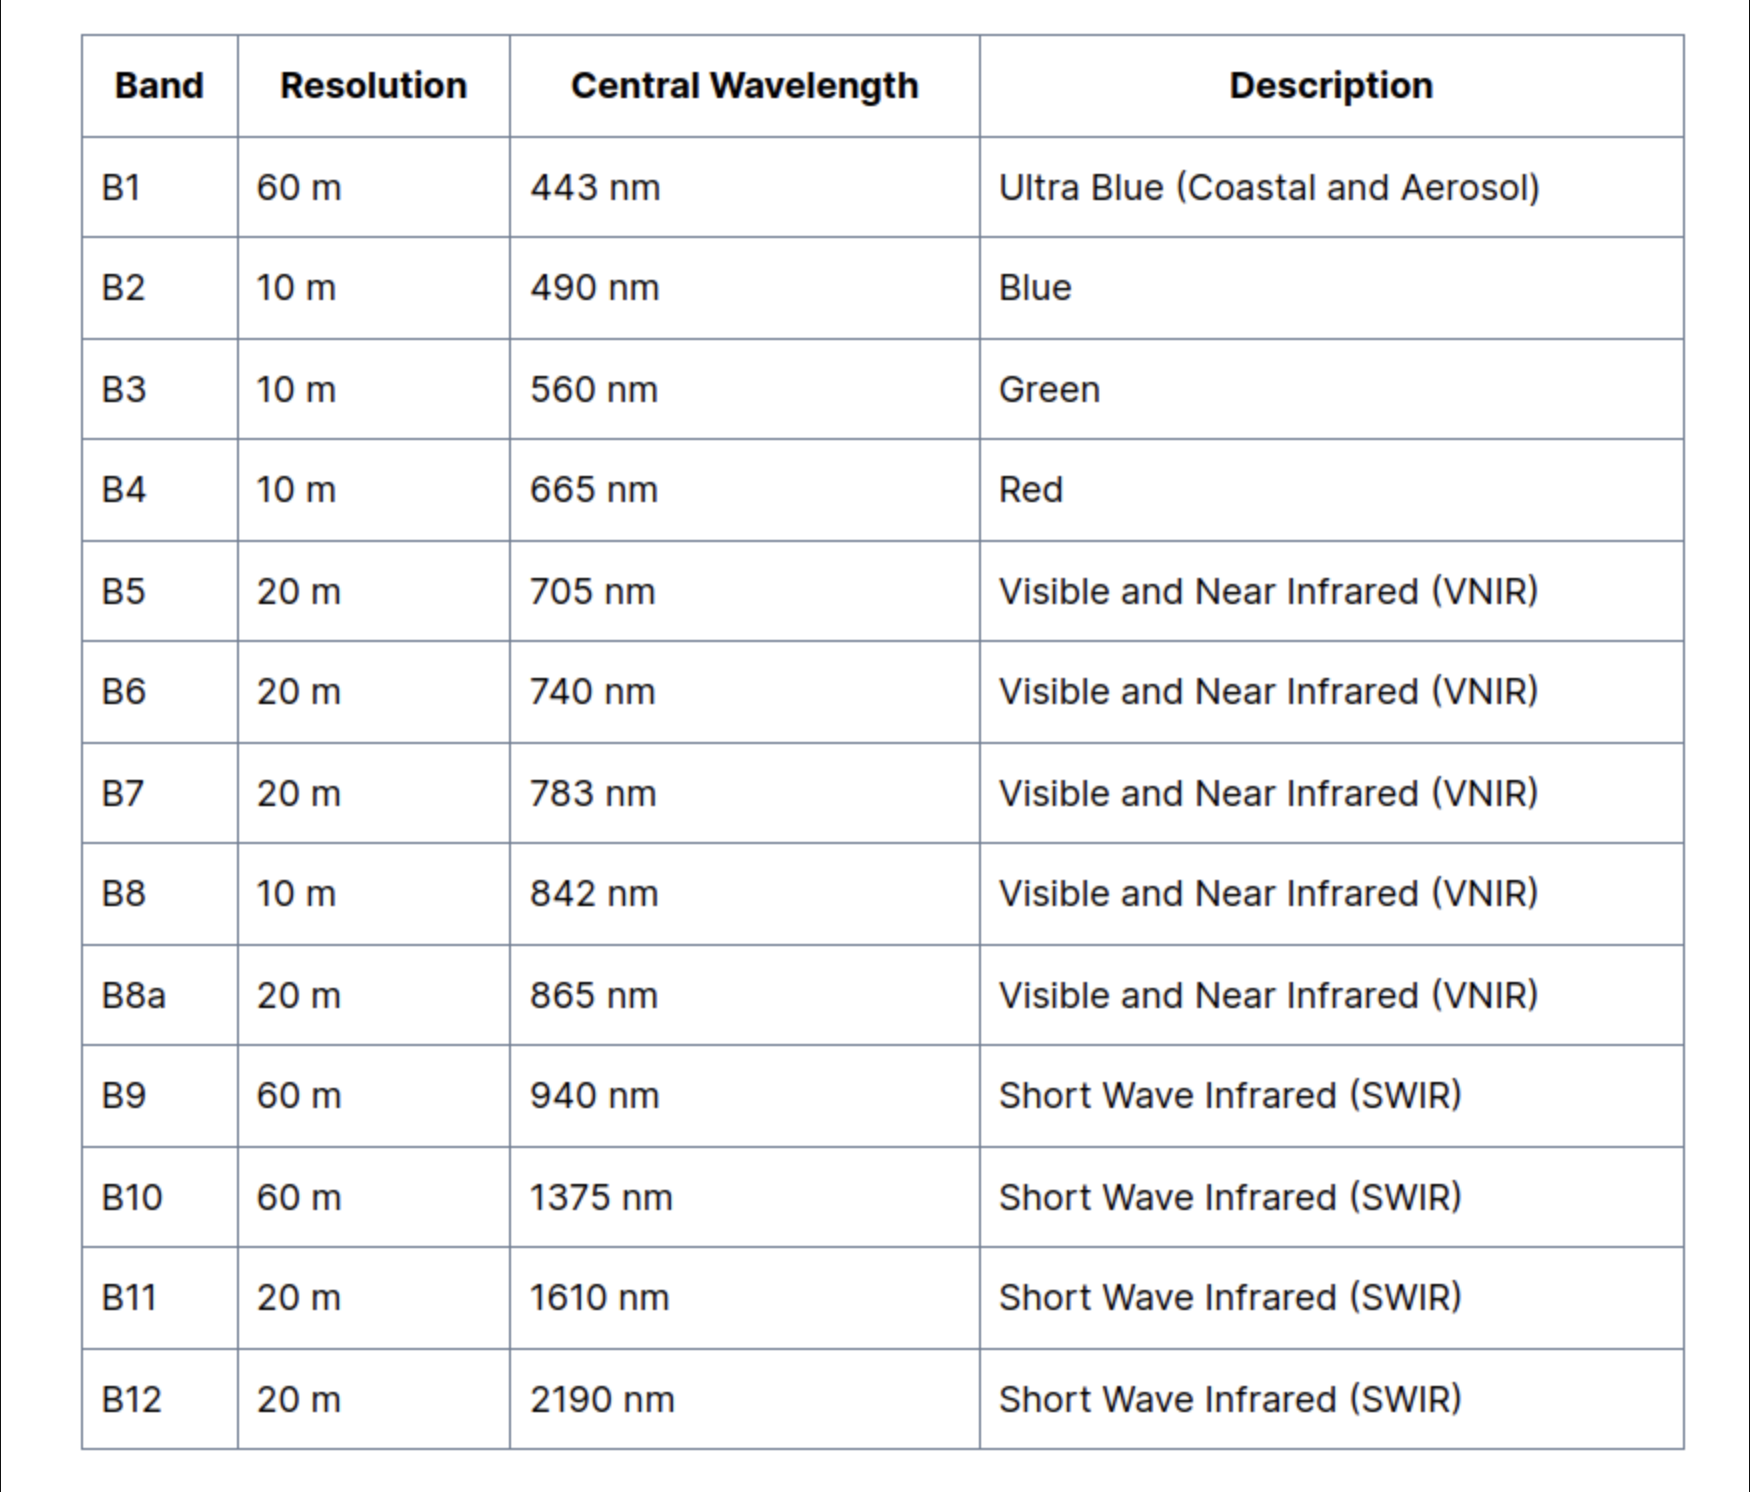 Band Resolution Central Wavelength Description
B1 60 m 443 nm Ultra Blue (Coastal and Aerosol)
B2 10 m 490 nm Blue
B3 10 m 560 nm Green
B4 10 m 665 nm Red
B5 20 m 705 nm Visible and Near Infrared (VNIR)
B6 20 m 740 nm Visible and Near Infrared (VNIR)
B7 20 m 783 nm Visible and Near Infrared (VNIR)
B8 10 m 842 nm Visible and Near Infrared (VNIR)
B8a 20 m 865 nm Visible and Near Infrared (VNIR)
B9 60 m 940 nm Short Wave Infrared (SWIR)
B10 60 m 1375 nm Short Wave Infrared (SWIR)
B11 20 m 1610 nm Short Wave Infrared (SWIR)
B12 20 m 2190 nm Short Wave Infrared (SWIR)